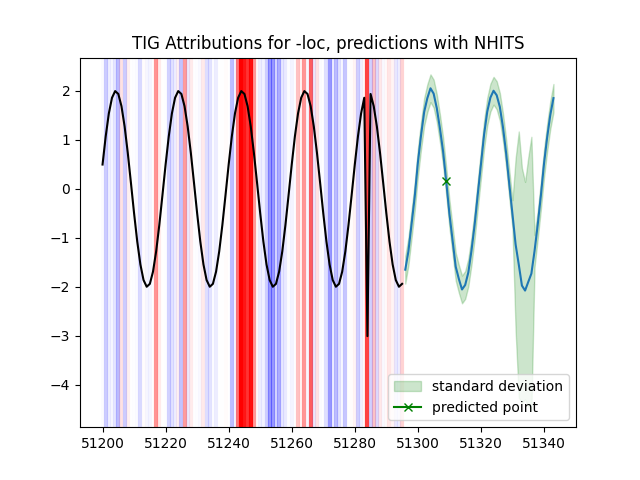 TIG Attributions for -loc, predictions with NHITS
2
1
0
−1
−2
−3
−4
standard deviation
predicted point
51200 51220 51240 51260 51280 51300 51320 51340